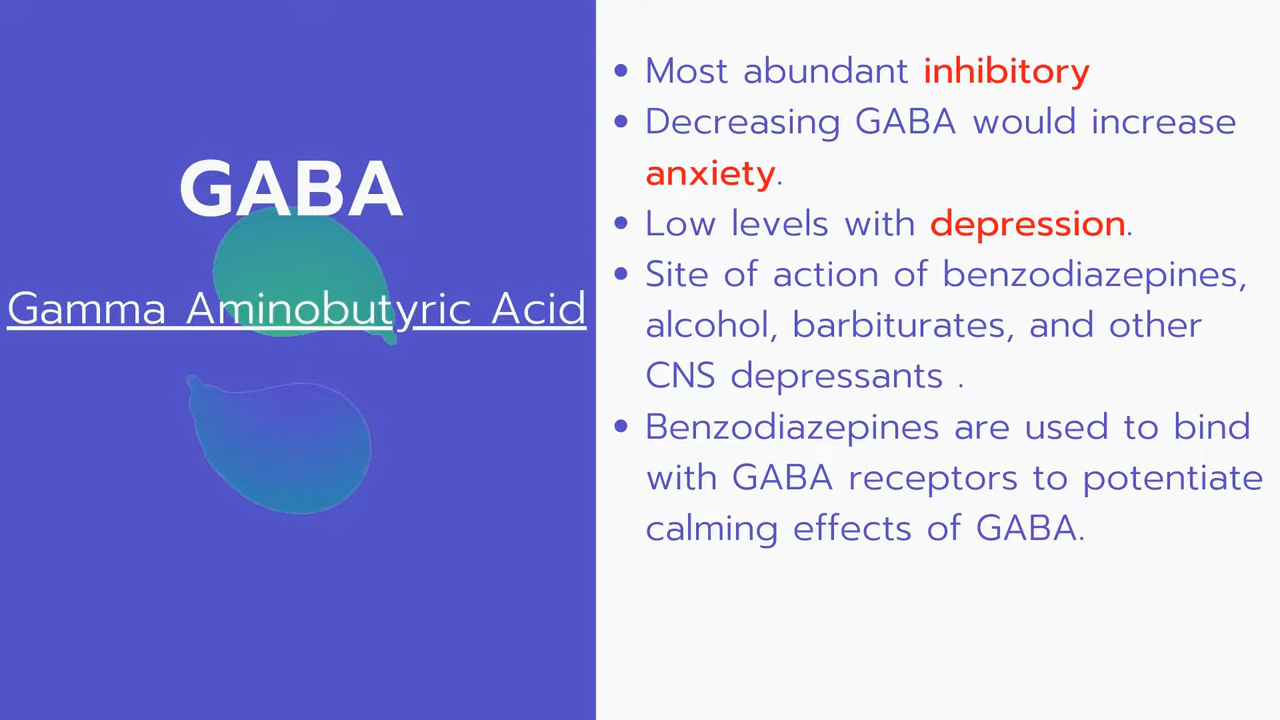 GABA
Gamma Aminobutyric Acid
• Most abundant inhibitory
• Decreasing GABA would increase
anxiety.
• Low levels with depression.
• Site of action of benzodiazepines,
alcohol, barbiturates, and other
CNS depressants .
• Benzodiazepines are used to bind
with GABA receptors to potentiate
calming effects of GABA.